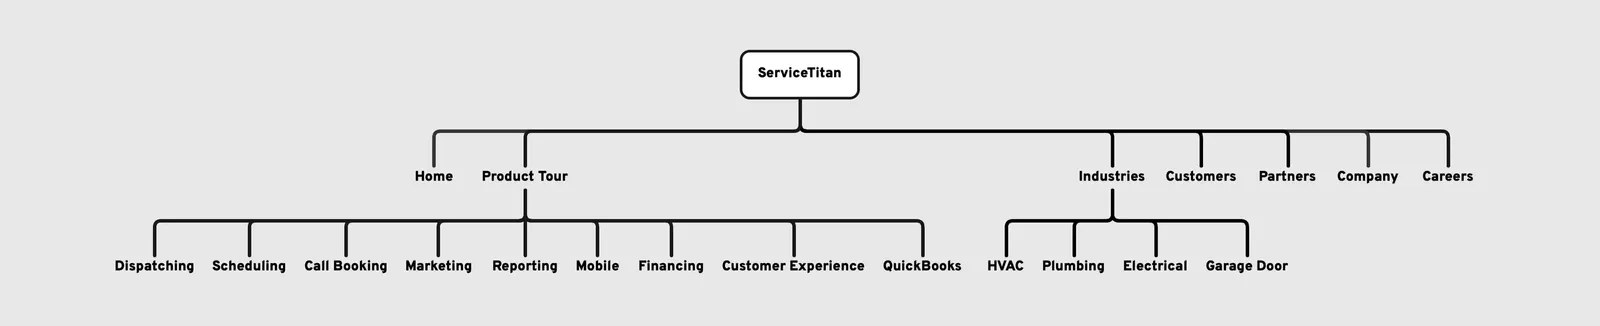 ServiceTitan
Home
Product Tour
Industries
Customers
Partners
Company
Careers
Dispatching
Scheduling
Call Booking
Marketing
Reporting
Mobile
Financing
Customer Experience
QuickBooks
HVAC
Plumbing
Electrical
Garage Door